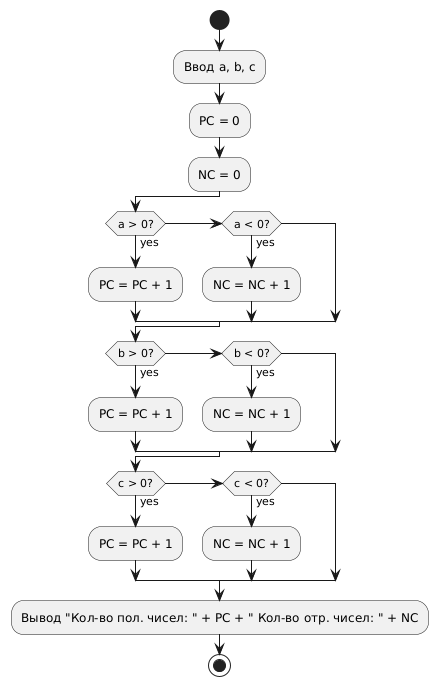 Ввод a, b, c
PC = 0
NC = 0
a > 0?
a < 0?
yes
yes
PC = PC + 1
NC = NC + 1
b > 0?
b < 0?
yes
yes
PC = PC + 1
NC = NC + 1
c > 0?
c < 0?
yes
yes
PC = PC + 1
NC = NC + 1
Вывод "Кол-во пол. чисел: " + PC + " Кол-во отр. чисел: " + NC